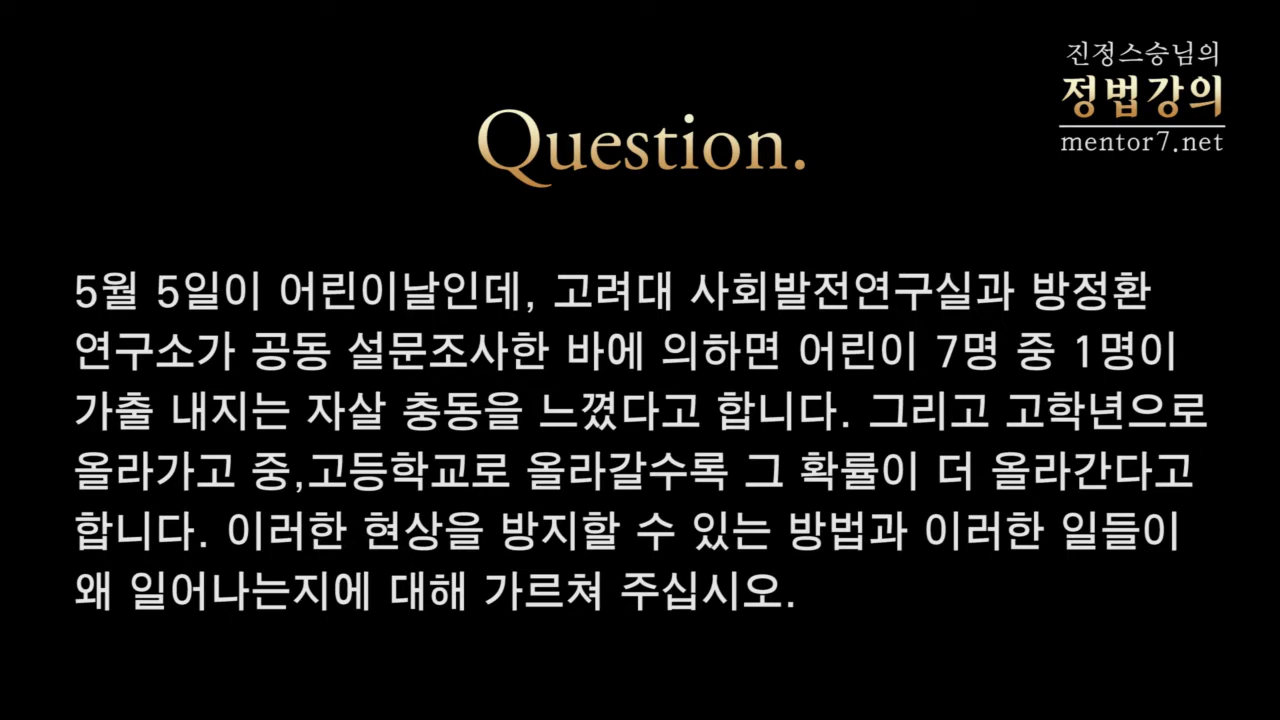 진정스승님의
정법강의
mentor7.net
Question.
5월 5일이 어린이날인데, 고려대 사회발전연구실과 방정환
연구소가 공동 설문조사한 바에 의하면 어린이 7명 중 1명이
가출 내지는 자살 충동을 느꼈다고 합니다. 그리고 고학년으로
올라가고 중,고등학교로 올라갈수록 그 확률이 더 올라간다고
합니다. 이러한 현상을 방지할 수 있는 방법과 이러한 일들이
왜 일어나는지에 대해 가르쳐 주십시오.